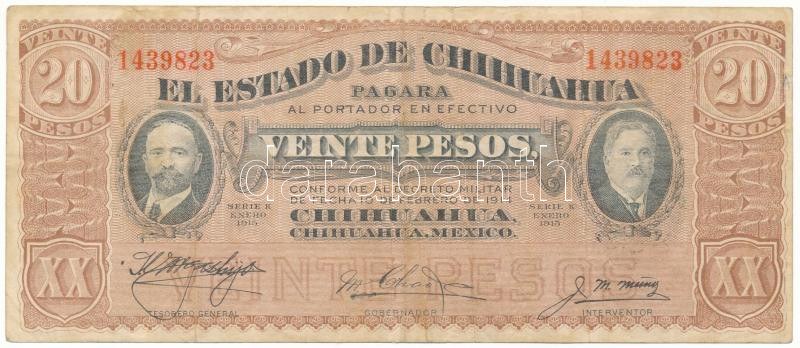 VEINTE 20 PESOS
1439823 1439823
VEINTE 20 PESOS
EL ESTADO DE CHIHUAHUA
PAGARA
AL PORTADOR, EN EFECTIVO
VEINTE PESOS,
darabanth
CONFORME AL DECRETO MILITAR
DE FECHA 10 DE FEBRERO DE
SERIE K
ENERO
1915
SERIE K
ENERO
1915
CHIHUAHUA,
CHIHUAHUA, MEXICO.
XX XX
VEINTE PESOS
TESORERO GENERAL GOBERNADOR INTERVENTOR